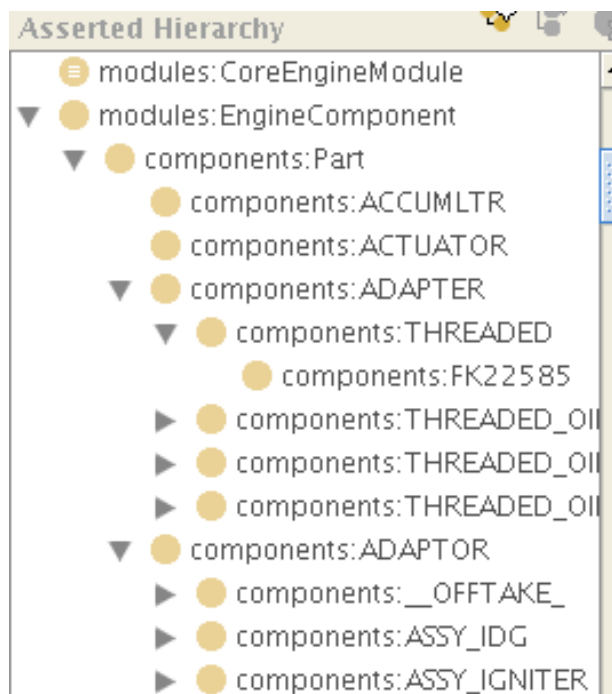 Asserted Hierarchy
modules:CoreEngineModule
modules:EngineComponent
components:Part
components:ACCUMLTR
components:ACTUATOR
components:ADAPTER
components:THREADED
components:FK22585
components:THREADED_OI
components:THREADED_OI
components:THREADED_OI
components:ADAPTOR
components:__OFFTAKE_
components:ASSY_IDG
components:ASSY_IGNITER